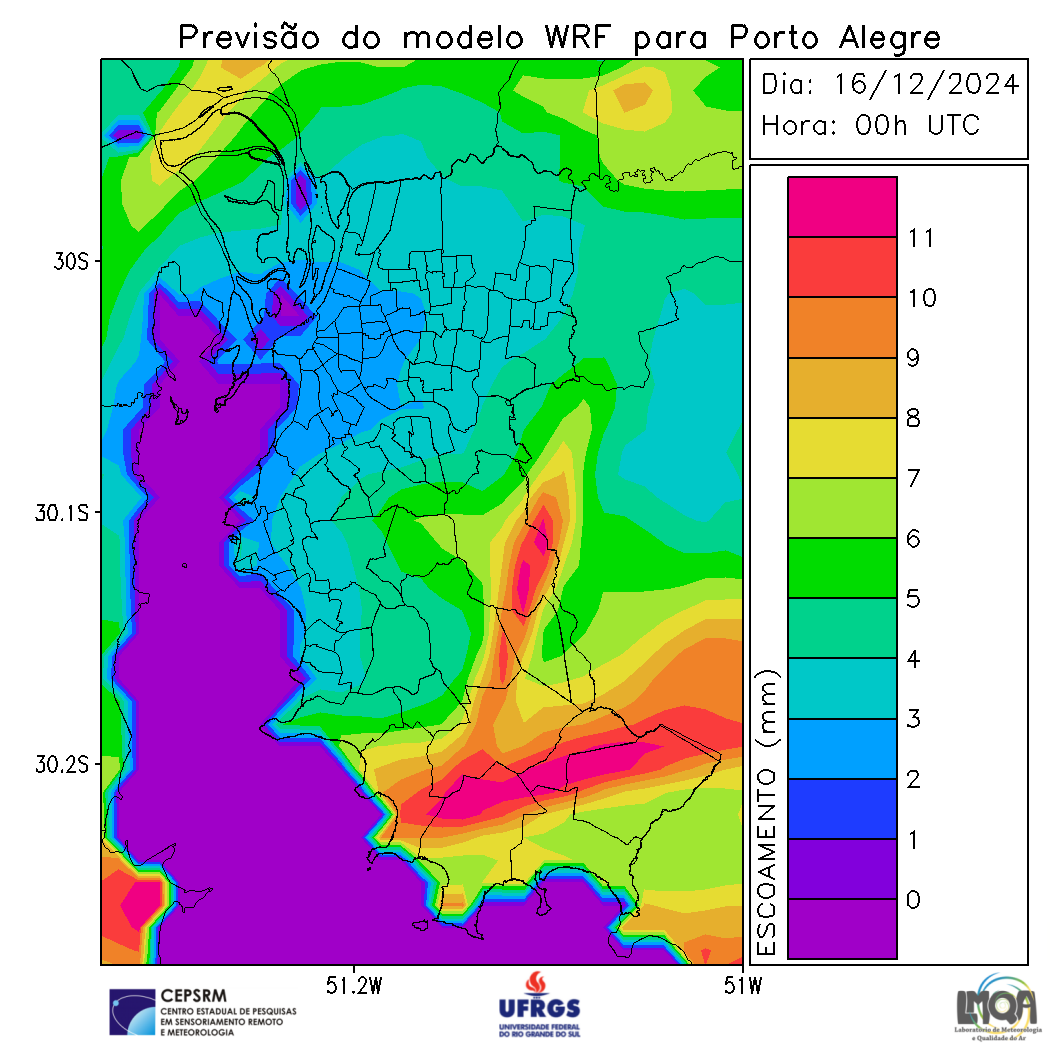 Previsão do modelo WRF para Porto Alegre
Dia: 16/12/2024
Hora: 00h UTC
30S
30.1S
30.2S
51.2W
51W
ESCOAMENTO (mm)
11
10
9
8
7
6
5
4
3
2
1
0
CEPSRM
CENTRO ESTADUAL DE PESQUISAS
EM SENSORIAMENTO REMOTO
E METEOROLOGIA
UFRGS
UNIVERSIDADE FEDERAL
DO RIO GRANDE DO SUL
LMQA
Laboratório de Meteorologia
e Qualidade do Ar